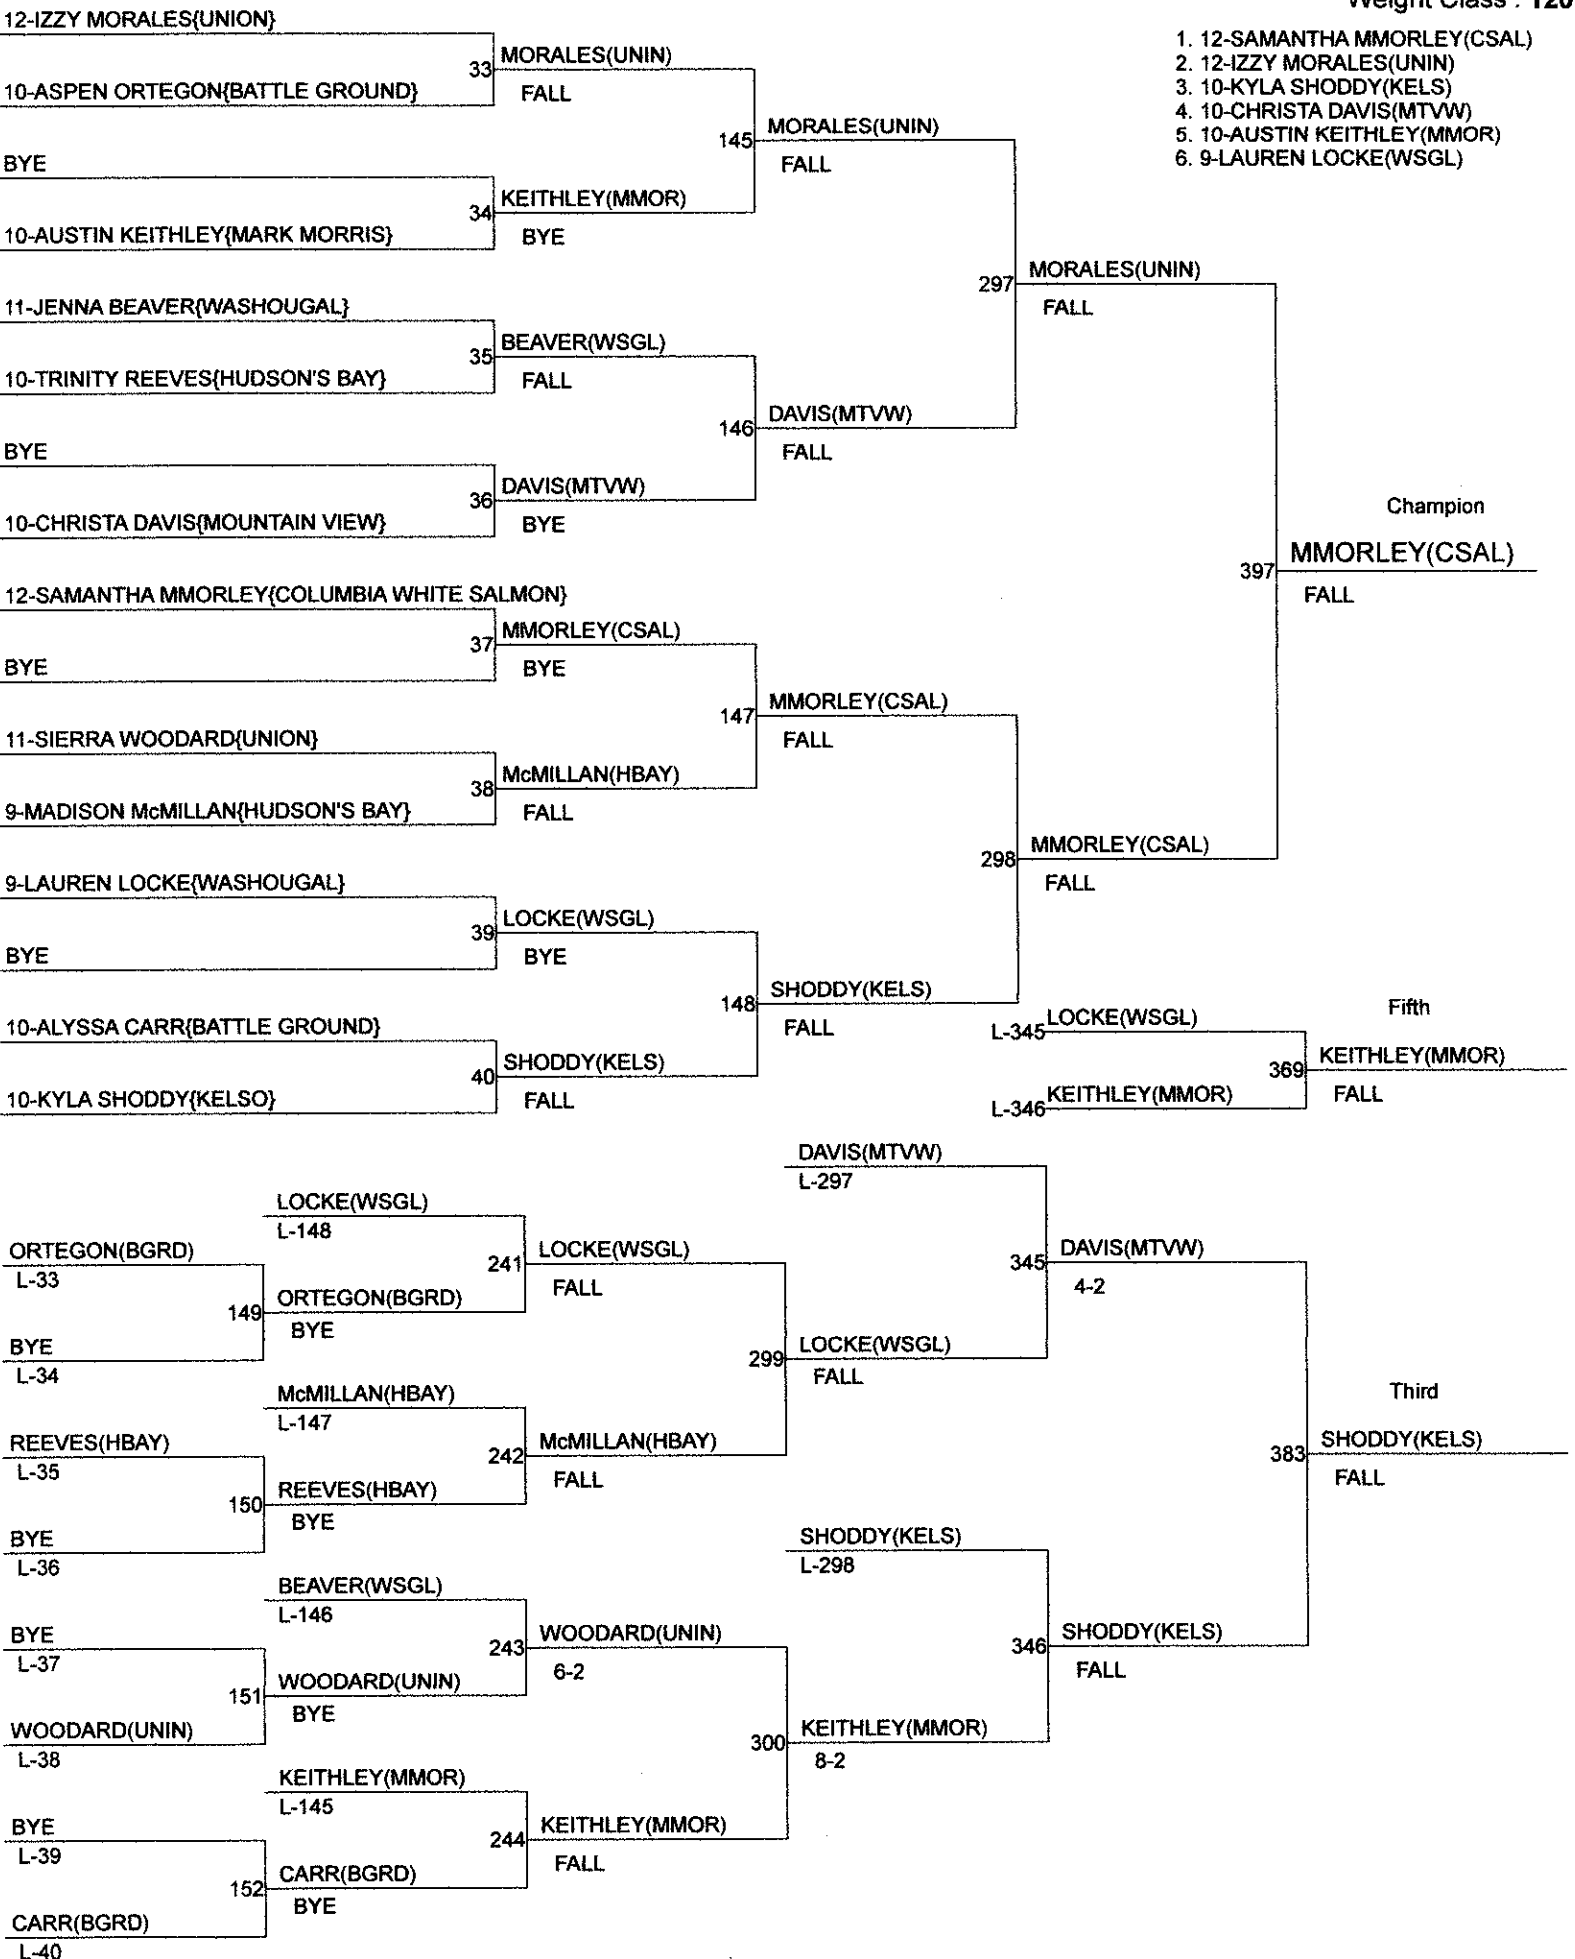 Weight Class : 120
1. 12-SAMANTHA MMORLEY(CSAL)
2. 12-IZZY MORALES(UNIN)
3. 10-KYLA SHODDY(KELS)
4. 10-CHRISTA DAVIS(MTVW)
5. 10-AUSTIN KEITHLEY(MMOR)
6. 9-LAUREN LOCKE(WSGL)
12-IZZY MORALES{UNION}
33 MORALES(UNIN)
10-ASPEN ORTEGON{BATTLE GROUND}
FALL
145 MORALES(UNIN)
FALL
BYE
34 KEITHLEY(MMOR)
10-AUSTIN KEITHLEY{MARK MORRIS}
BYE
297 MORALES(UNIN)
FALL
11-JENNA BEAVER{WASHOUGAL}
35 BEAVER(WSGL)
10-TRINITY REEVES{HUDSON'S BAY}
FALL
146 DAVIS(MTVW)
FALL
BYE
36 DAVIS(MTVW)
10-CHRISTA DAVIS{MOUNTAIN VIEW}
BYE
Champion
397 MMORLEY(CSAL)
FALL
12-SAMANTHA MMORLEY{COLUMBIA WHITE SALMON}
37 MMORLEY(CSAL)
BYE
BYE
147 MMORLEY(CSAL)
FALL
11-SIERRA WOODARD{UNION}
38 McMILLAN(HBAY)
9-MADISON McMILLAN{HUDSON'S BAY}
FALL
298 MMORLEY(CSAL)
FALL
9-LAUREN LOCKE{WASHOUGAL}
39 LOCKE(WSGL)
BYE
BYE
148 SHODDY(KELS)
FALL
10-ALYSSA CARR{BATTLE GROUND}
40 SHODDY(KELS)
10-KYLA SHODDY{KELSO}
FALL
Fifth
L-345 LOCKE(WSGL)
369 KEITHLEY(MMOR)
L-346 KEITHLEY(MMOR)
FALL
DAVIS(MTVW)
L-297
LOCKE(WSGL)
L-148
ORTEGON(BGRD)
L-33
241 LOCKE(WSGL)
FALL
345 DAVIS(MTVW)
4-2
149 ORTEGON(BGRD)
BYE
BYE
L-34
299 LOCKE(WSGL)
FALL
McMILLAN(HBAY)
L-147
Third
REEVES(HBAY)
L-35
242 McMILLAN(HBAY)
FALL
383 SHODDY(KELS)
FALL
150 REEVES(HBAY)
BYE
BYE
L-36
SHODDY(KELS)
L-298
BEAVER(WSGL)
L-146
BYE
L-37
243 WOODARD(UNIN)
6-2
346 SHODDY(KELS)
FALL
151 WOODARD(UNIN)
BYE
WOODARD(UNIN)
L-38
300 KEITHLEY(MMOR)
8-2
KEITHLEY(MMOR)
L-145
BYE
L-39
244 KEITHLEY(MMOR)
FALL
152 CARR(BGRD)
BYE
CARR(BGRD)
L-40